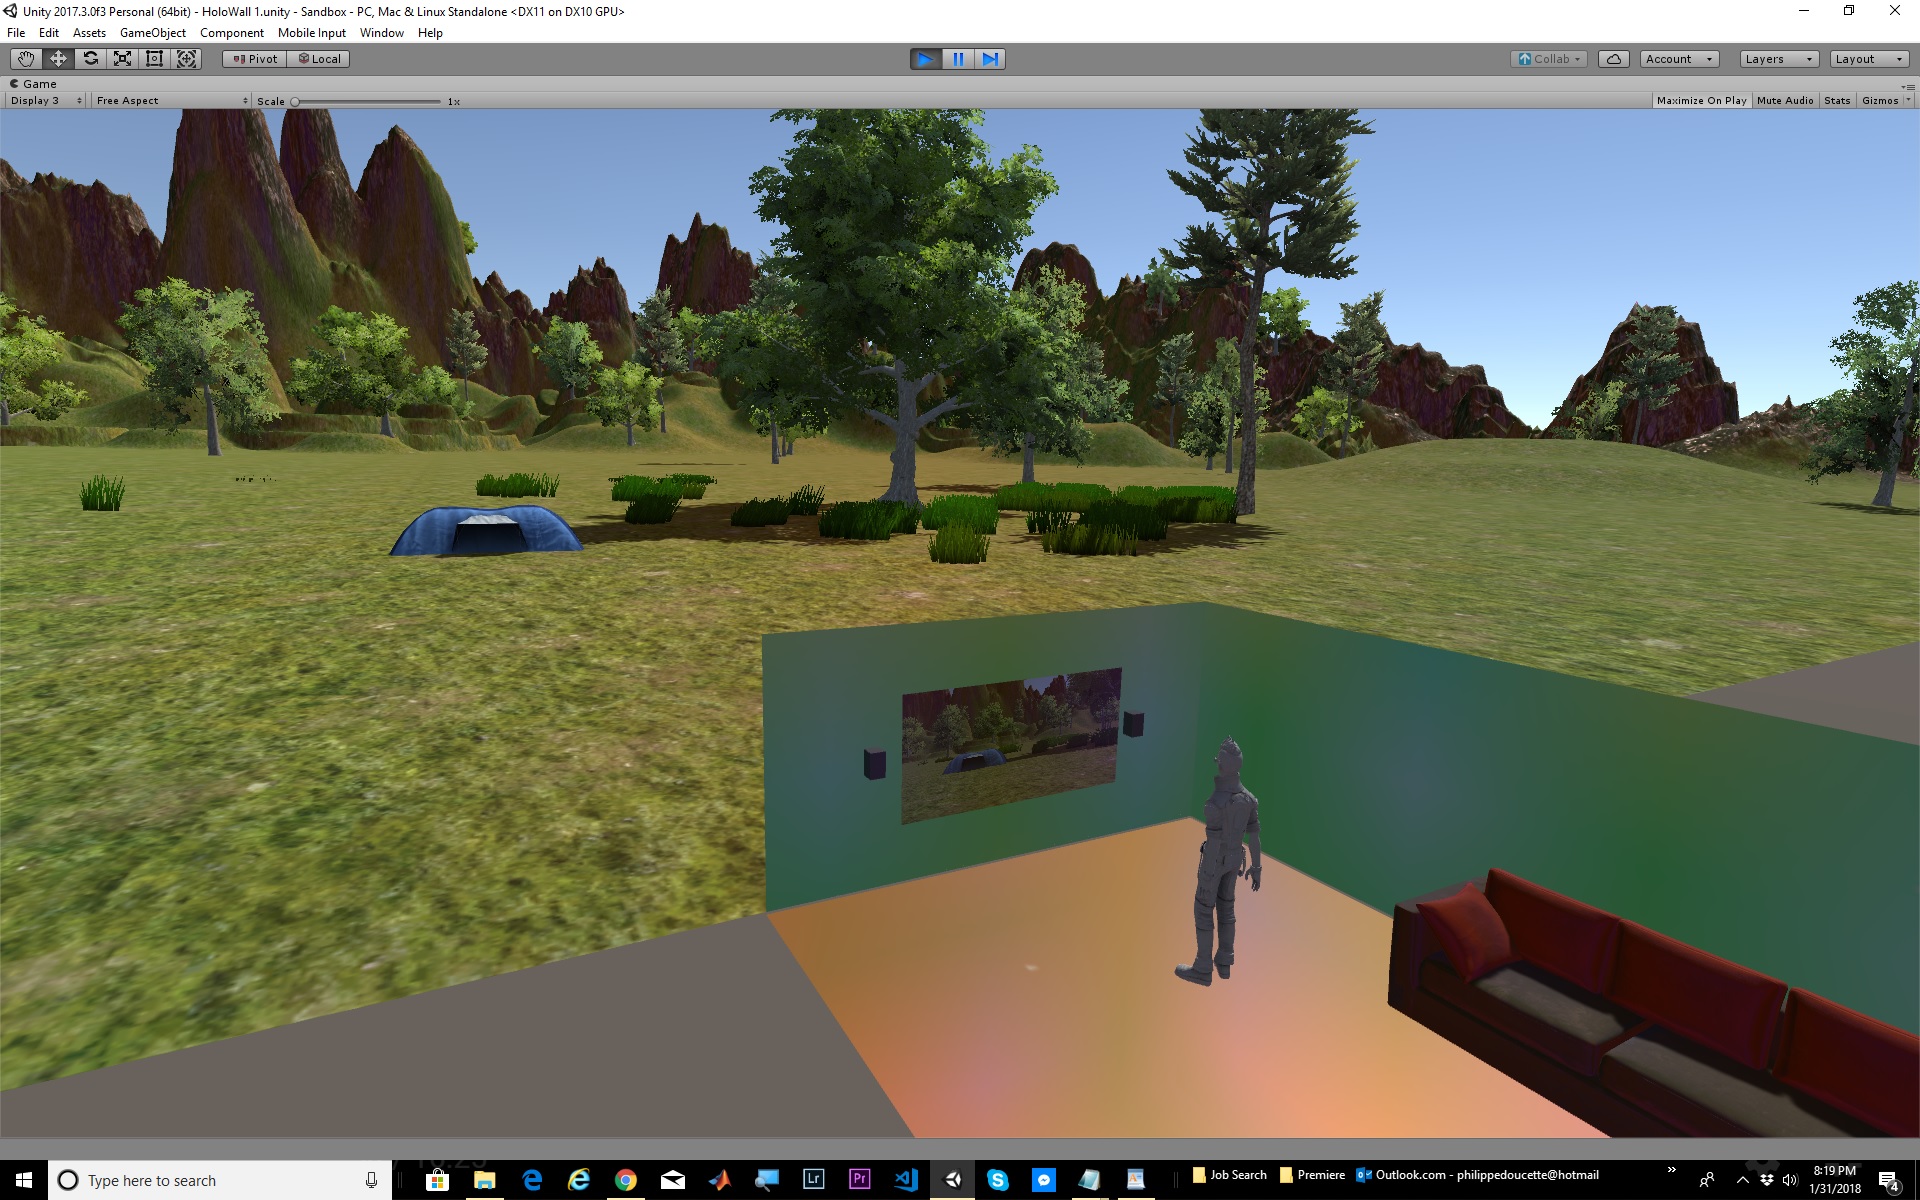 Unity 2017.3.0f3 Personal (64bit) - HoloWall 1.unity - Sandbox - PC, Mac & Linux Standalone <DX11 on DX10 GPU>
File Edit Assets GameObject Component Mobile Input Window Help
Pivot Local Collab Account Layers Layout
Game
Display 3 Free Aspect Scale 1x Maximize On Play Mute Audio Stats Gizmos
Type here to search Lr Pr Job Search Premiere Outlook.com - philippedoucette@hotmail » 8:19 PM
1/31/2018 4